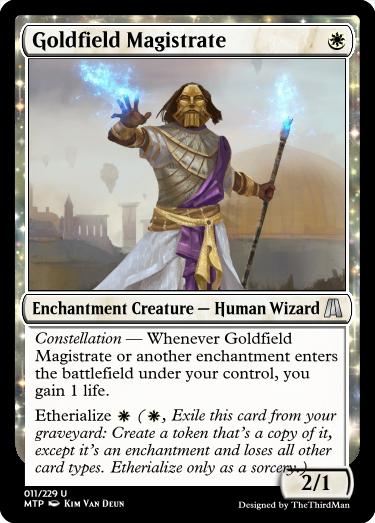 Goldfield Magistrate
Enchantment Creature — Human Wizard
Constellation — Whenever Goldfield
Magistrate or another enchantment enters
the battlefield under your control, you
gain 1 life.
Etherialize ( , Exile this card from your
graveyard: Create a token that's a copy of it,
except it's an enchantment and loses all other
card types. Etherialize only as a sorcery.)
2/1
011/229 U
MTP Kim Van Deun
Designed by TheThirdMan